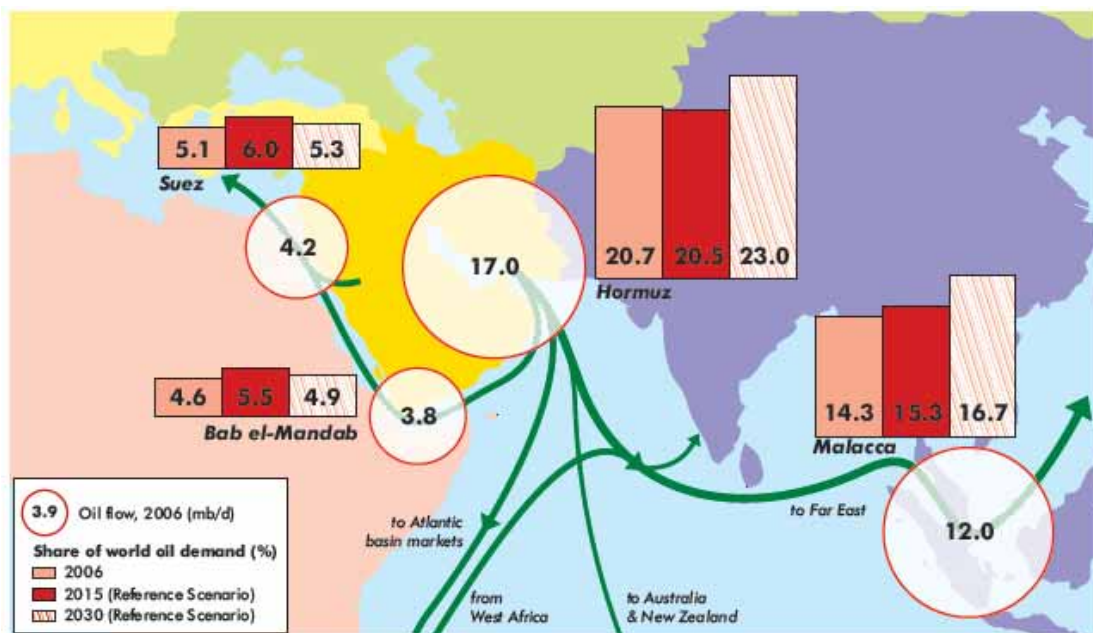 5.1 6.0 5.3
Suez
4.2
17.0
20.7 20.5 23.0
Hormuz
4.6 5.5 4.9
Bab el-Mandab
3.8
14.3 15.3 16.7
Malacca
12.0
to Atlantic
basin markets
from
West Africa
to Australia
& New Zealand
to Far East
3.9 Oil flow, 2006 (mb/d)
Share of world oil demand (%)
2006
2015 (Reference Scenario)
2030 (Reference Scenario)